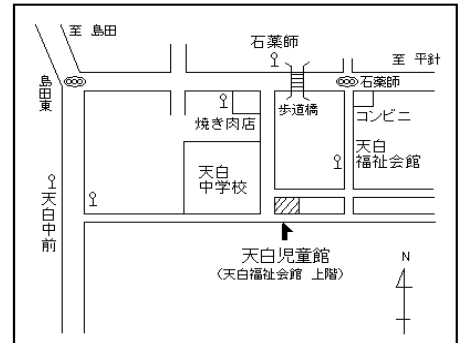 至 島田
石薬師
至 平針
島田東
石薬師
歩道橋
コンビニ
焼き肉店
天白
福祉会館
天白
中学校
天白中前
天白児童館
(天白福祉会館 上階)
N